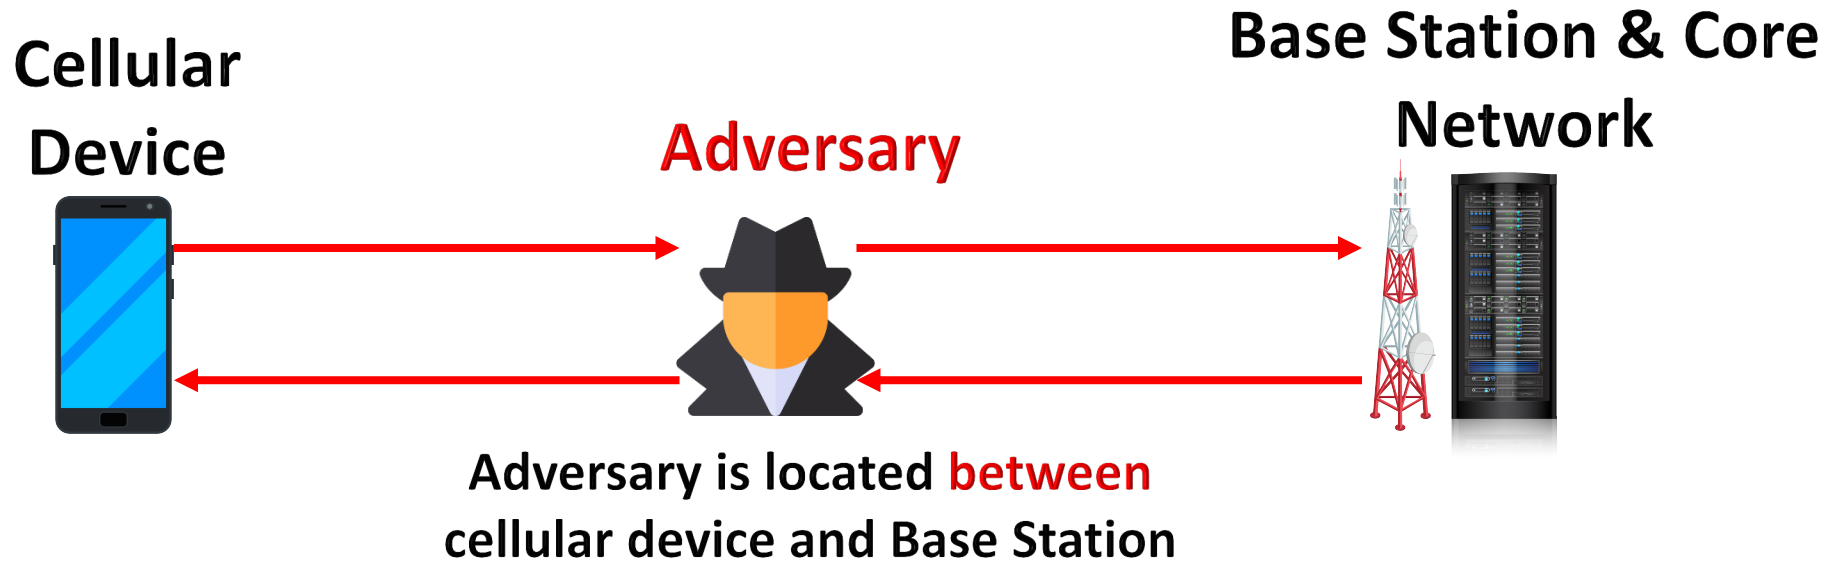 Cellular
Device
Adversary
Base Station & Core
Network
Adversary is located between
cellular device and Base Station